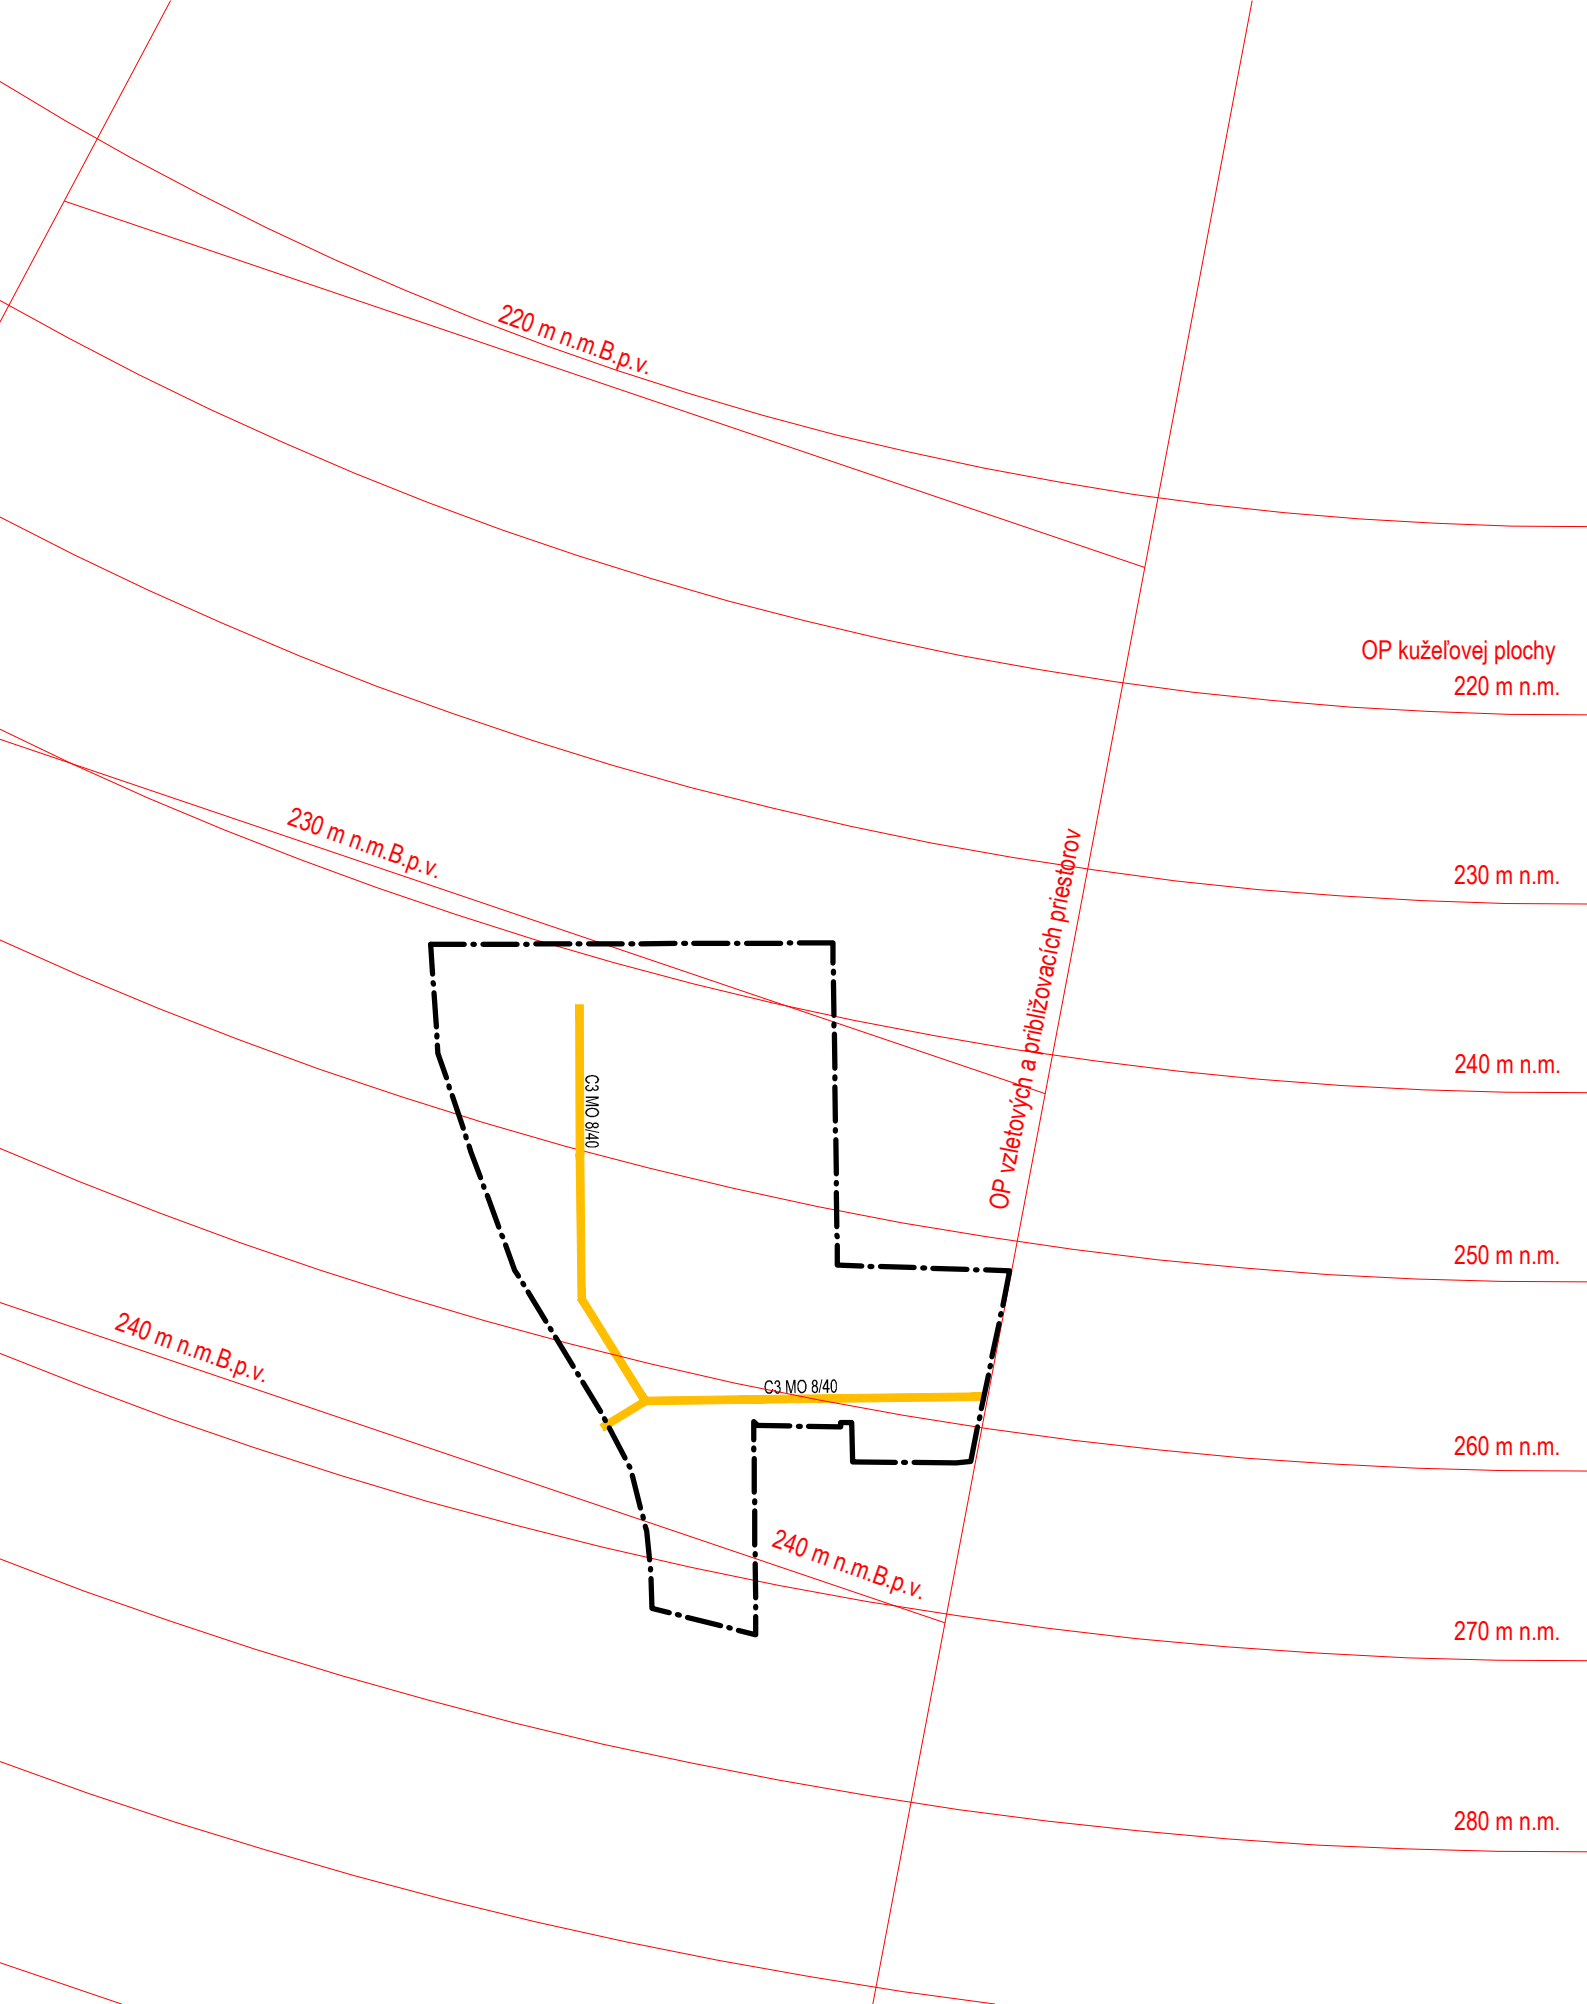 220 m n.m.B.p.v.
OP kužeľovej plochy
220 m n.m.
230 m n.m.B.p.v.
230 m n.m.
OP vzletových a približovacích priestorov
240 m n.m.
C3 MO 8/40
250 m n.m.
240 m n.m.B.p.v.
C3 MO 8/40
260 m n.m.
240 m n.m.B.p.v.
270 m n.m.
280 m n.m.